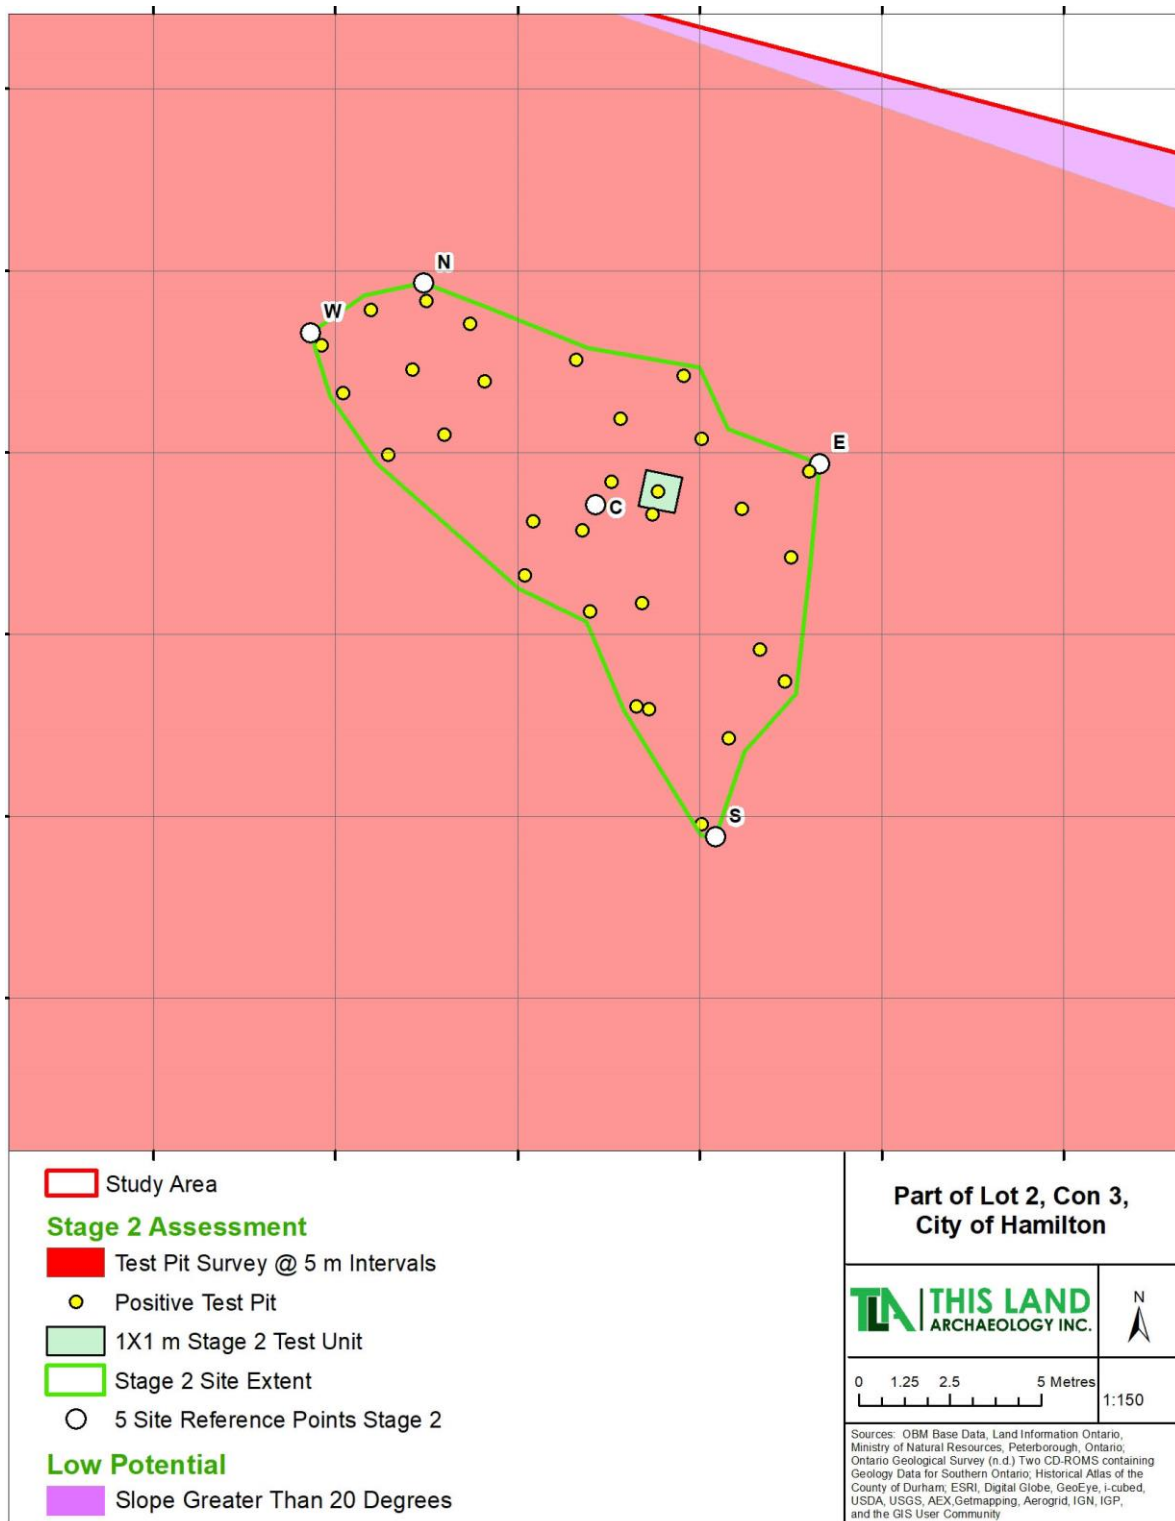 N
W
E
C
S
Study Area
Stage 2 Assessment
Test Pit Survey @ 5 m Intervals
Positive Test Pit
1X1 m Stage 2 Test Unit
Stage 2 Site Extent
5 Site Reference Points Stage 2
Low Potential
Slope Greater Than 20 Degrees
Part of Lot 2, Con 3,
City of Hamilton
TLA THIS LAND
ARCHAEOLOGY INC.
N
0 1.25 2.5 5 Metres
1:150
Sources: OBM Base Data, Land Information Ontario,
Ministry of Natural Resources, Peterborough, Ontario;
Ontario Geological Survey (n.d.) Two CD-ROMS containing
Geology Data for Southern Ontario; Historical Atlas of the
County of Durham; ESRI, Digital Globe, GeoEye, i-cubed,
USDA, USGS, AEX,Getmapping, Aerogrid, IGN, IGP,
and the GIS User Community